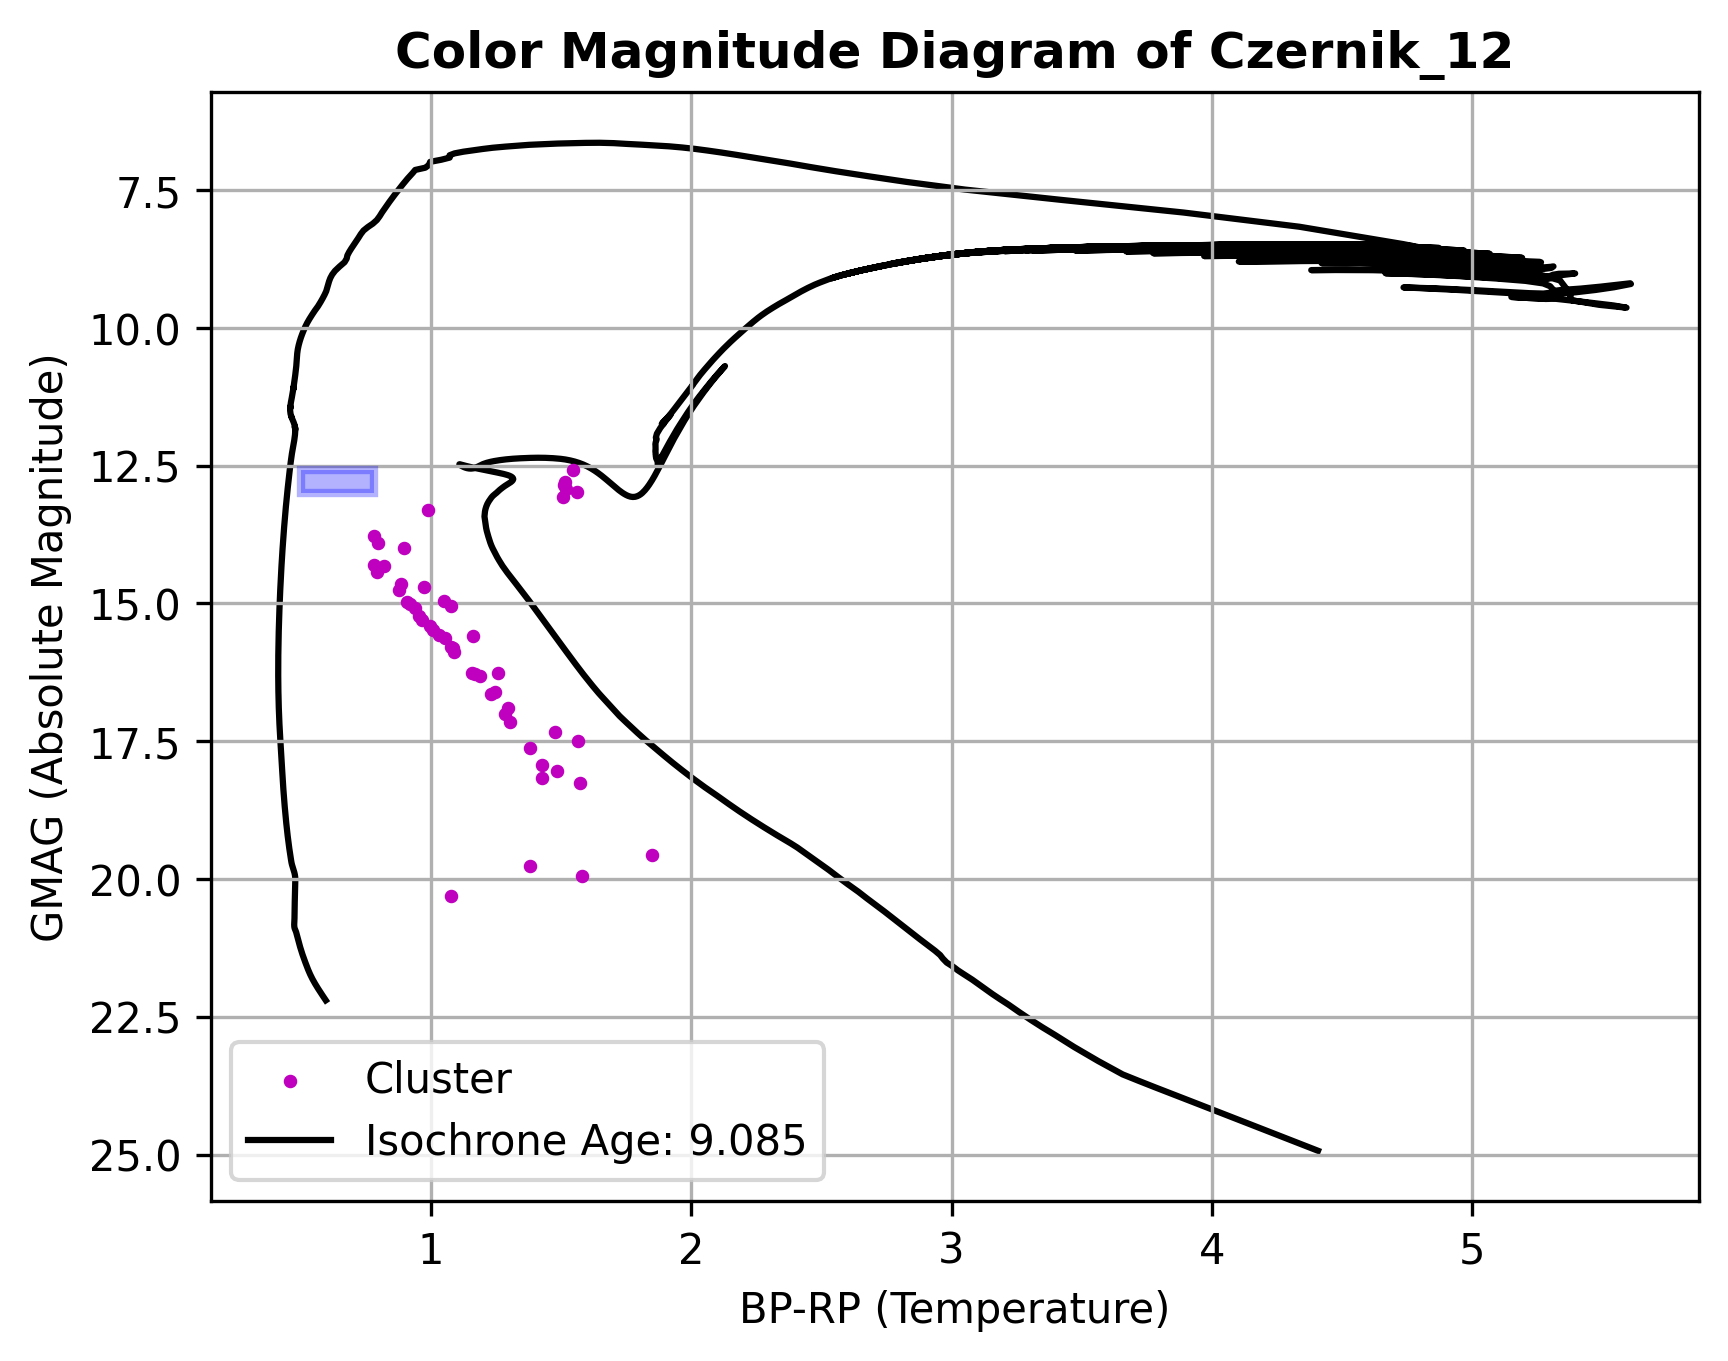 Color Magnitude Diagram of Czernik_12
GMAG (Absolute Magnitude)
7.5
10.0
12.5
15.0
17.5
20.0
22.5
25.0
Cluster
Isochrone Age: 9.085
1 2 3 4 5
BP-RP (Temperature)